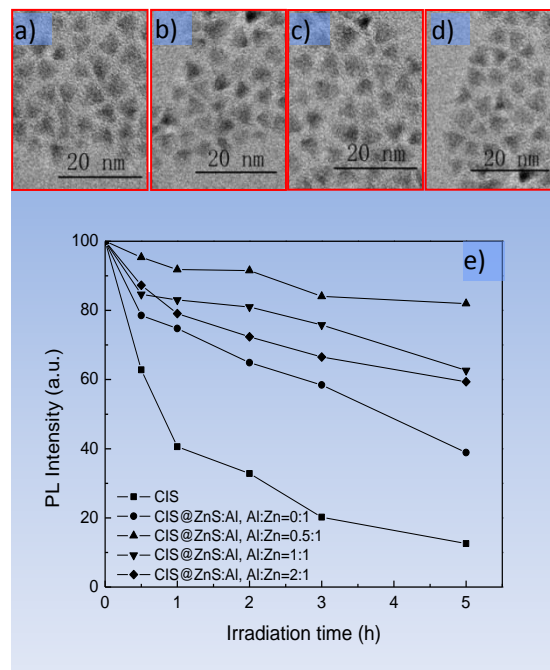 a)
b)
c)
d)
20 nm
20 nm
20 nm
20 nm
e)
100
80
60
40
20
0
PL Intensity (a.u.)
CIS
CIS@ZnS:Al, Al:Zn=0:1
CIS@ZnS:Al, Al:Zn=0.5:1
CIS@ZnS:Al, Al:Zn=1:1
CIS@ZnS:Al, Al:Zn=2:1
0 1 2 3 4 5
Irradiation time (h)